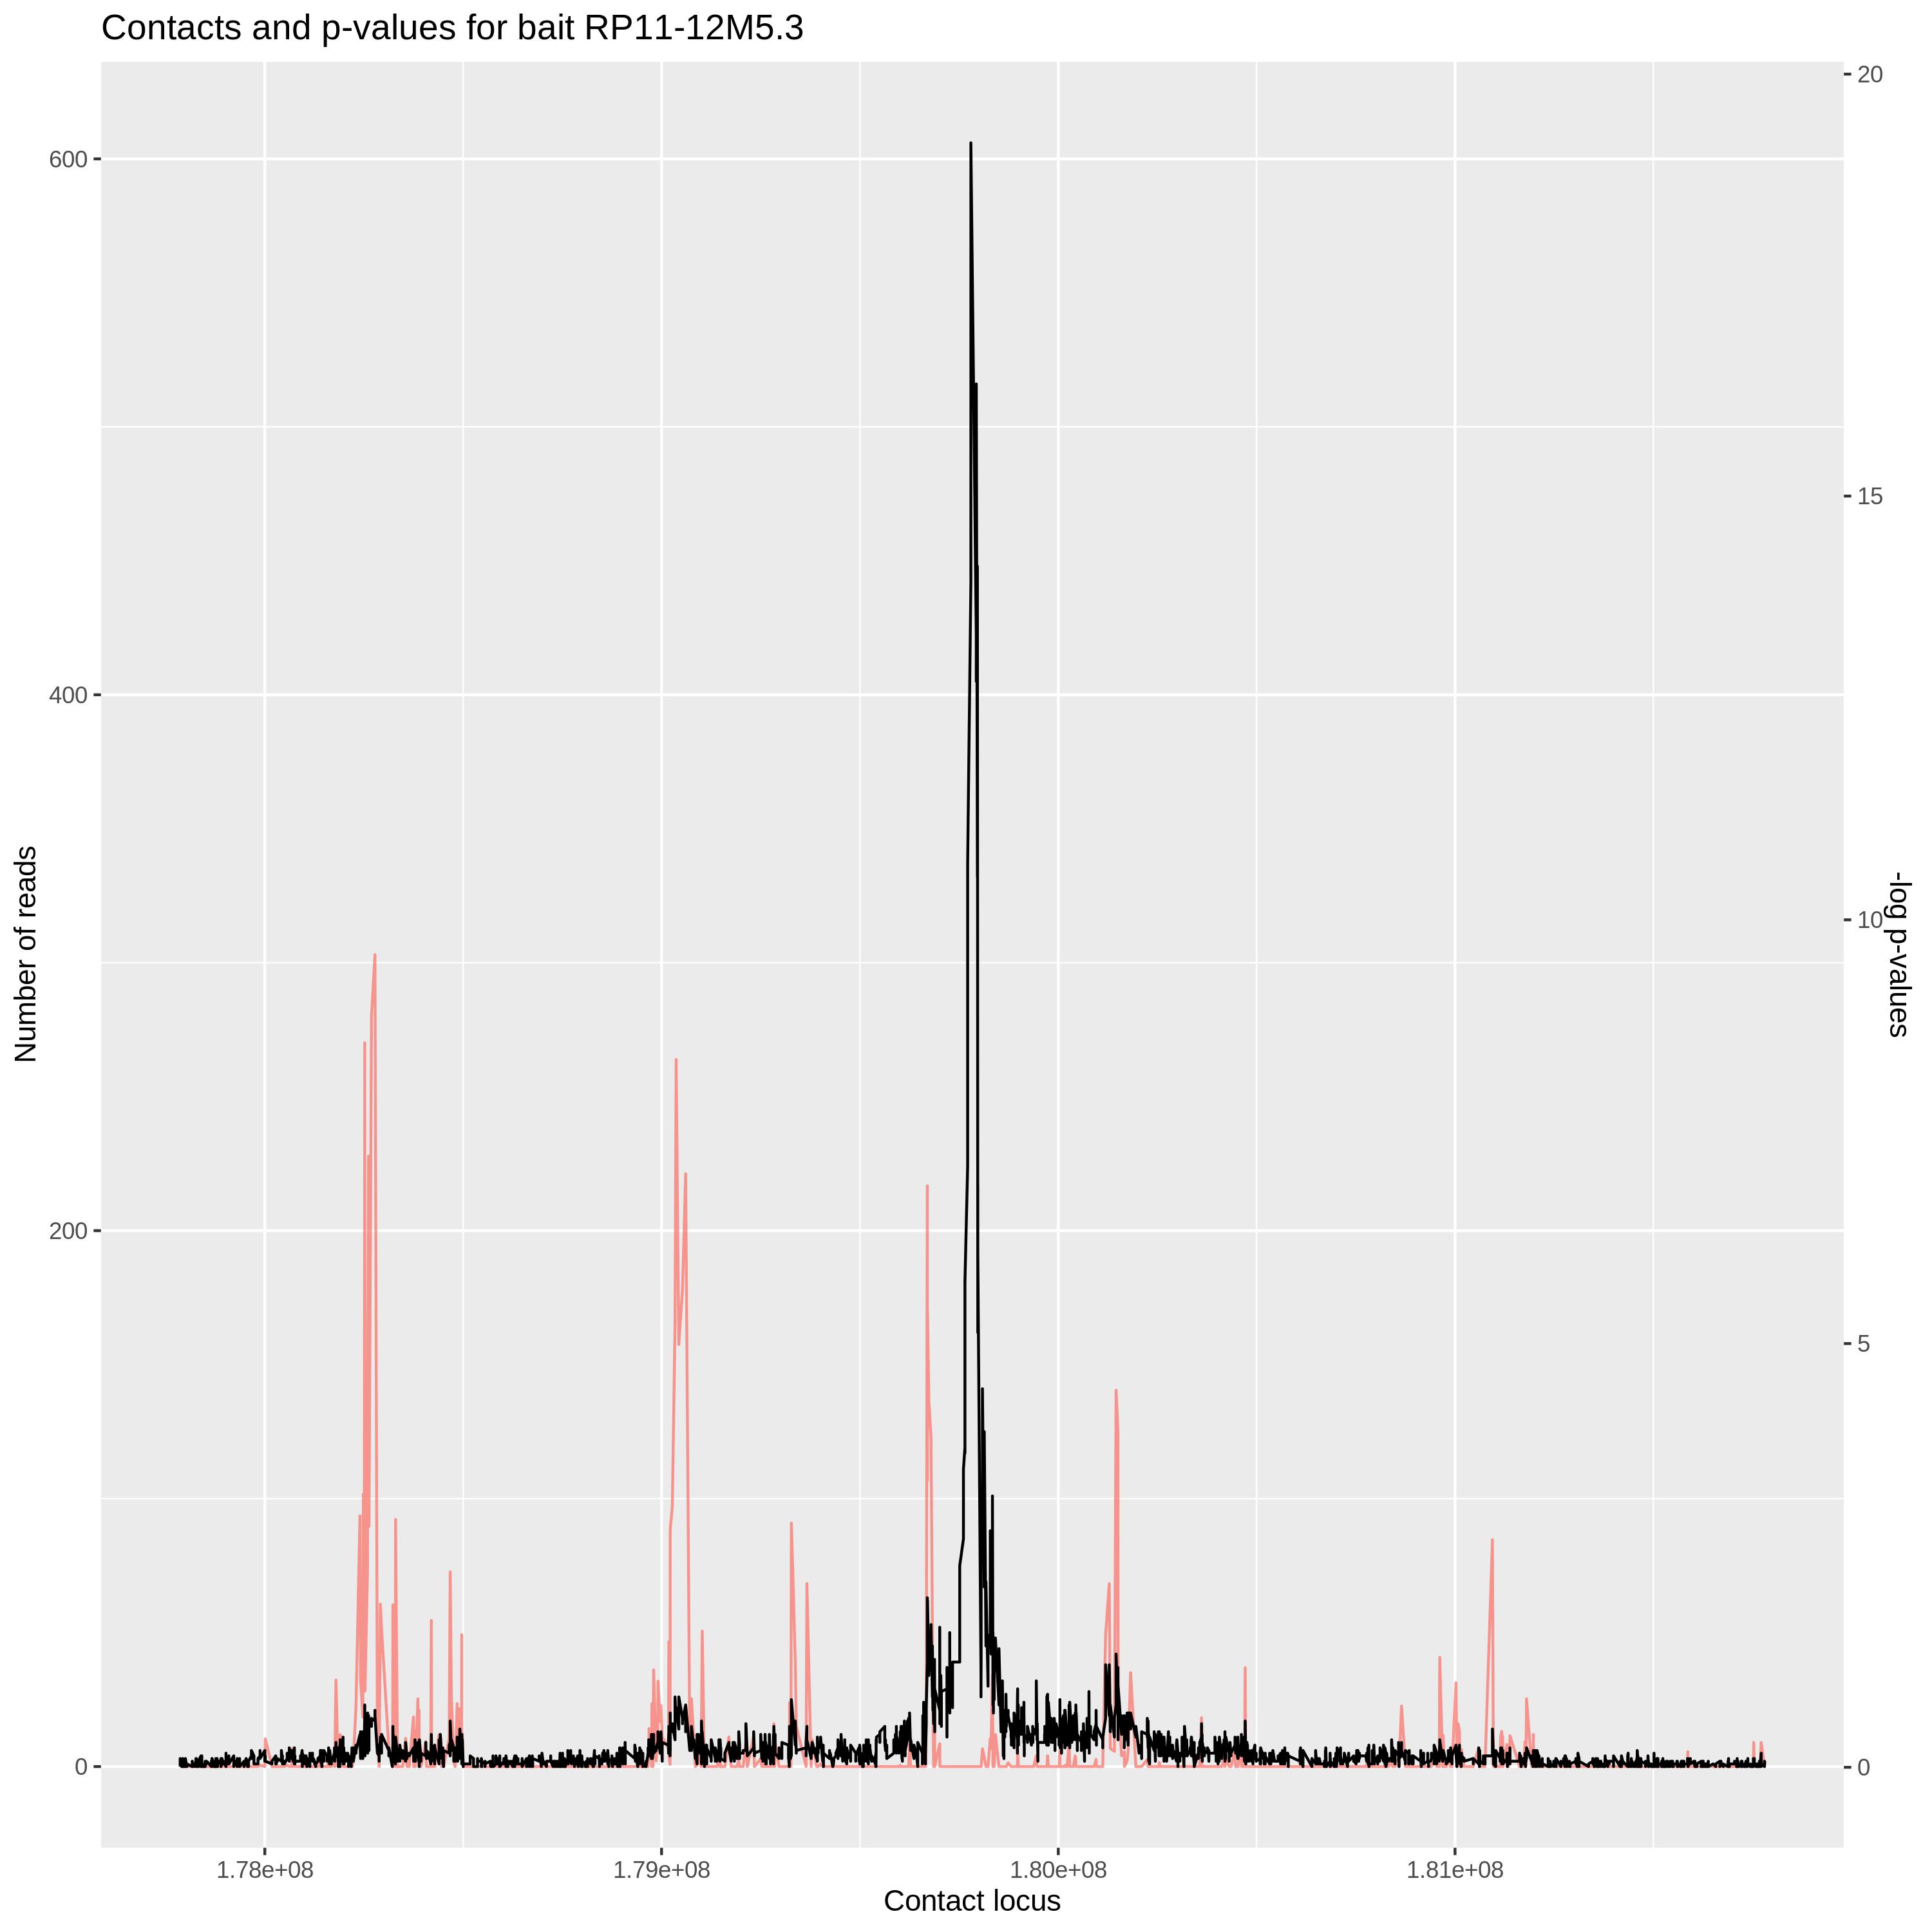 Contacts and p-values for bait RP11-12M5.3
Number of reads
600
400
200
0
20
15
10
5
0
-log p-values
1.78e+08
1.79e+08
1.80e+08
1.81e+08
Contact locus